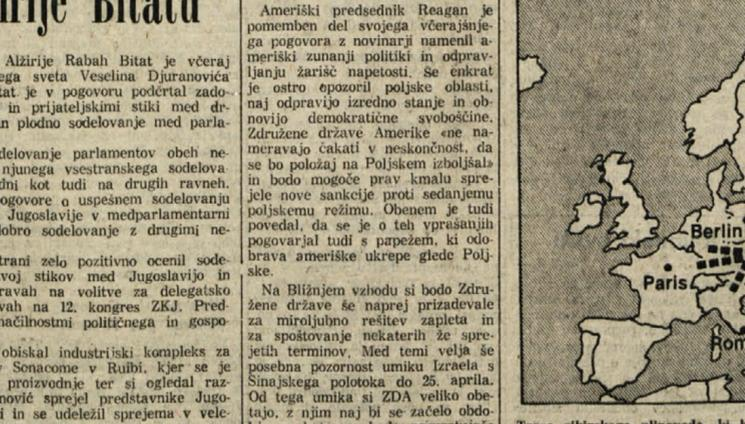 Bitatu
Alžirije Rabah Bitat je včeraj
ega sveta Veselina Djuranovića
tat je v pogovoru podčrtal zado-
in prijateljskimi stiki med dr-
n plodno sodelovanje med parla-
delovanje parlamentov obeh ne-
njunega vsestranskega sodelova-
dni kot tudi na drugih ravneh.
ogovore o uspešnem sodelovanju
Jugoslavije v medparlamentarni
dobro sodelovanje z drugimi ne-
trani zelo pozitivno ocenil sode-
voj stikov med Jugoslavijo in
ravah na volitve za delegatsko
vah na 12. kongres ZKJ. Pred-
načilnostmi političnega in gospo-
obiskal industrijski kompleks za
Sonacome v Ruibi, kjer se je
proizvodnje ter si ogledal raz-
nović sprejel predstavnike Jugo-
i in se udeležil sprejema v vele-
Ameriški predsednik Reagan je
pomemben del svojega včerajšnje-
ga pogovora z novinarji namenil a-
meriški zunanji politiki in odprav-
ljanju žarišč napetosti. Še enkrat
je ostro opozoril poljske oblasti,
naj odpravijo izredno stanje in ob-
novijo demokratične svoboščine.
Združene države Amerike «ne na-
meravajo čakati v neskončnost, da
se bo položaj na Poljskem izboljšal»
in bodo mogoče prav kmalu spre-
jele nove sankcije proti sedanjemu
poljskemu režimu. Obenem je tudi
povedal, da se je o teh vprašanjih
pogovarjal tudi s papežem, ki odo-
brava ameriške ukrepe glede Polj-
ske.
Na Bližnjem vzhodu si bodo Zdru-
žene države še naprej prizadevale
za miroljubno rešitev zapleta in
za spoštovanje nekaterih že spre-
jetih terminov. Med temi velja še
posebna pozornost umiku Izraela s
Sinajskega polotoka do 25. aprila.
Od tega umika si ZDA veliko obe-
tajo, z njim naj bi se začelo obdo-
Berlin
Paris
Rom